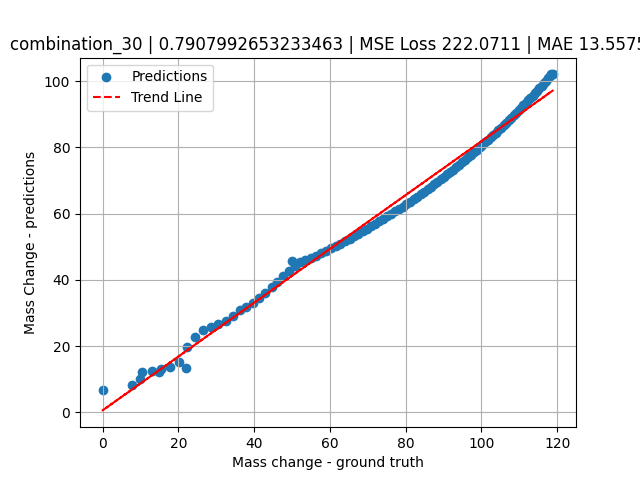 combination_30 | 0.7907992653233463 | MSE Loss 222.0711 | MAE 13.5575
Predictions
Trend Line
Mass Change - predictions
100
80
60
40
20
0
0 20 40 60 80 100 120
Mass change - ground truth